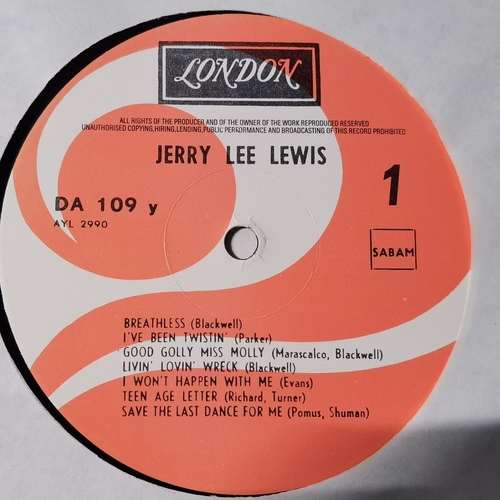 LONDON
ALL RIGHTS OF THE PRODUCER AND OF THE OWNER OF THE WORK REPRODUCED RESERVED
UNAUTHORISED COPYING,HIRING,LENDING,PUBLIC PERFORMANCE AND BROADCASTING OF THIS RECORD PROHIBITED
JERRY LEE LEWIS
DA 109 y
AYL 2990
1
SABAM
BREATHLESS (Blackwell)
I'VE BEEN TWISTIN' (Parker)
GOOD GOLLY MISS MOLLY (Marascalco, Blackwell)
LIVIN' LOVIN' WRECK (Blackwell)
I WON'T HAPPEN WITH ME (Evans)
TEEN AGE LETTER (Richard, Turner)
SAVE THE LAST DANCE FOR ME (Pomus, Shuman)